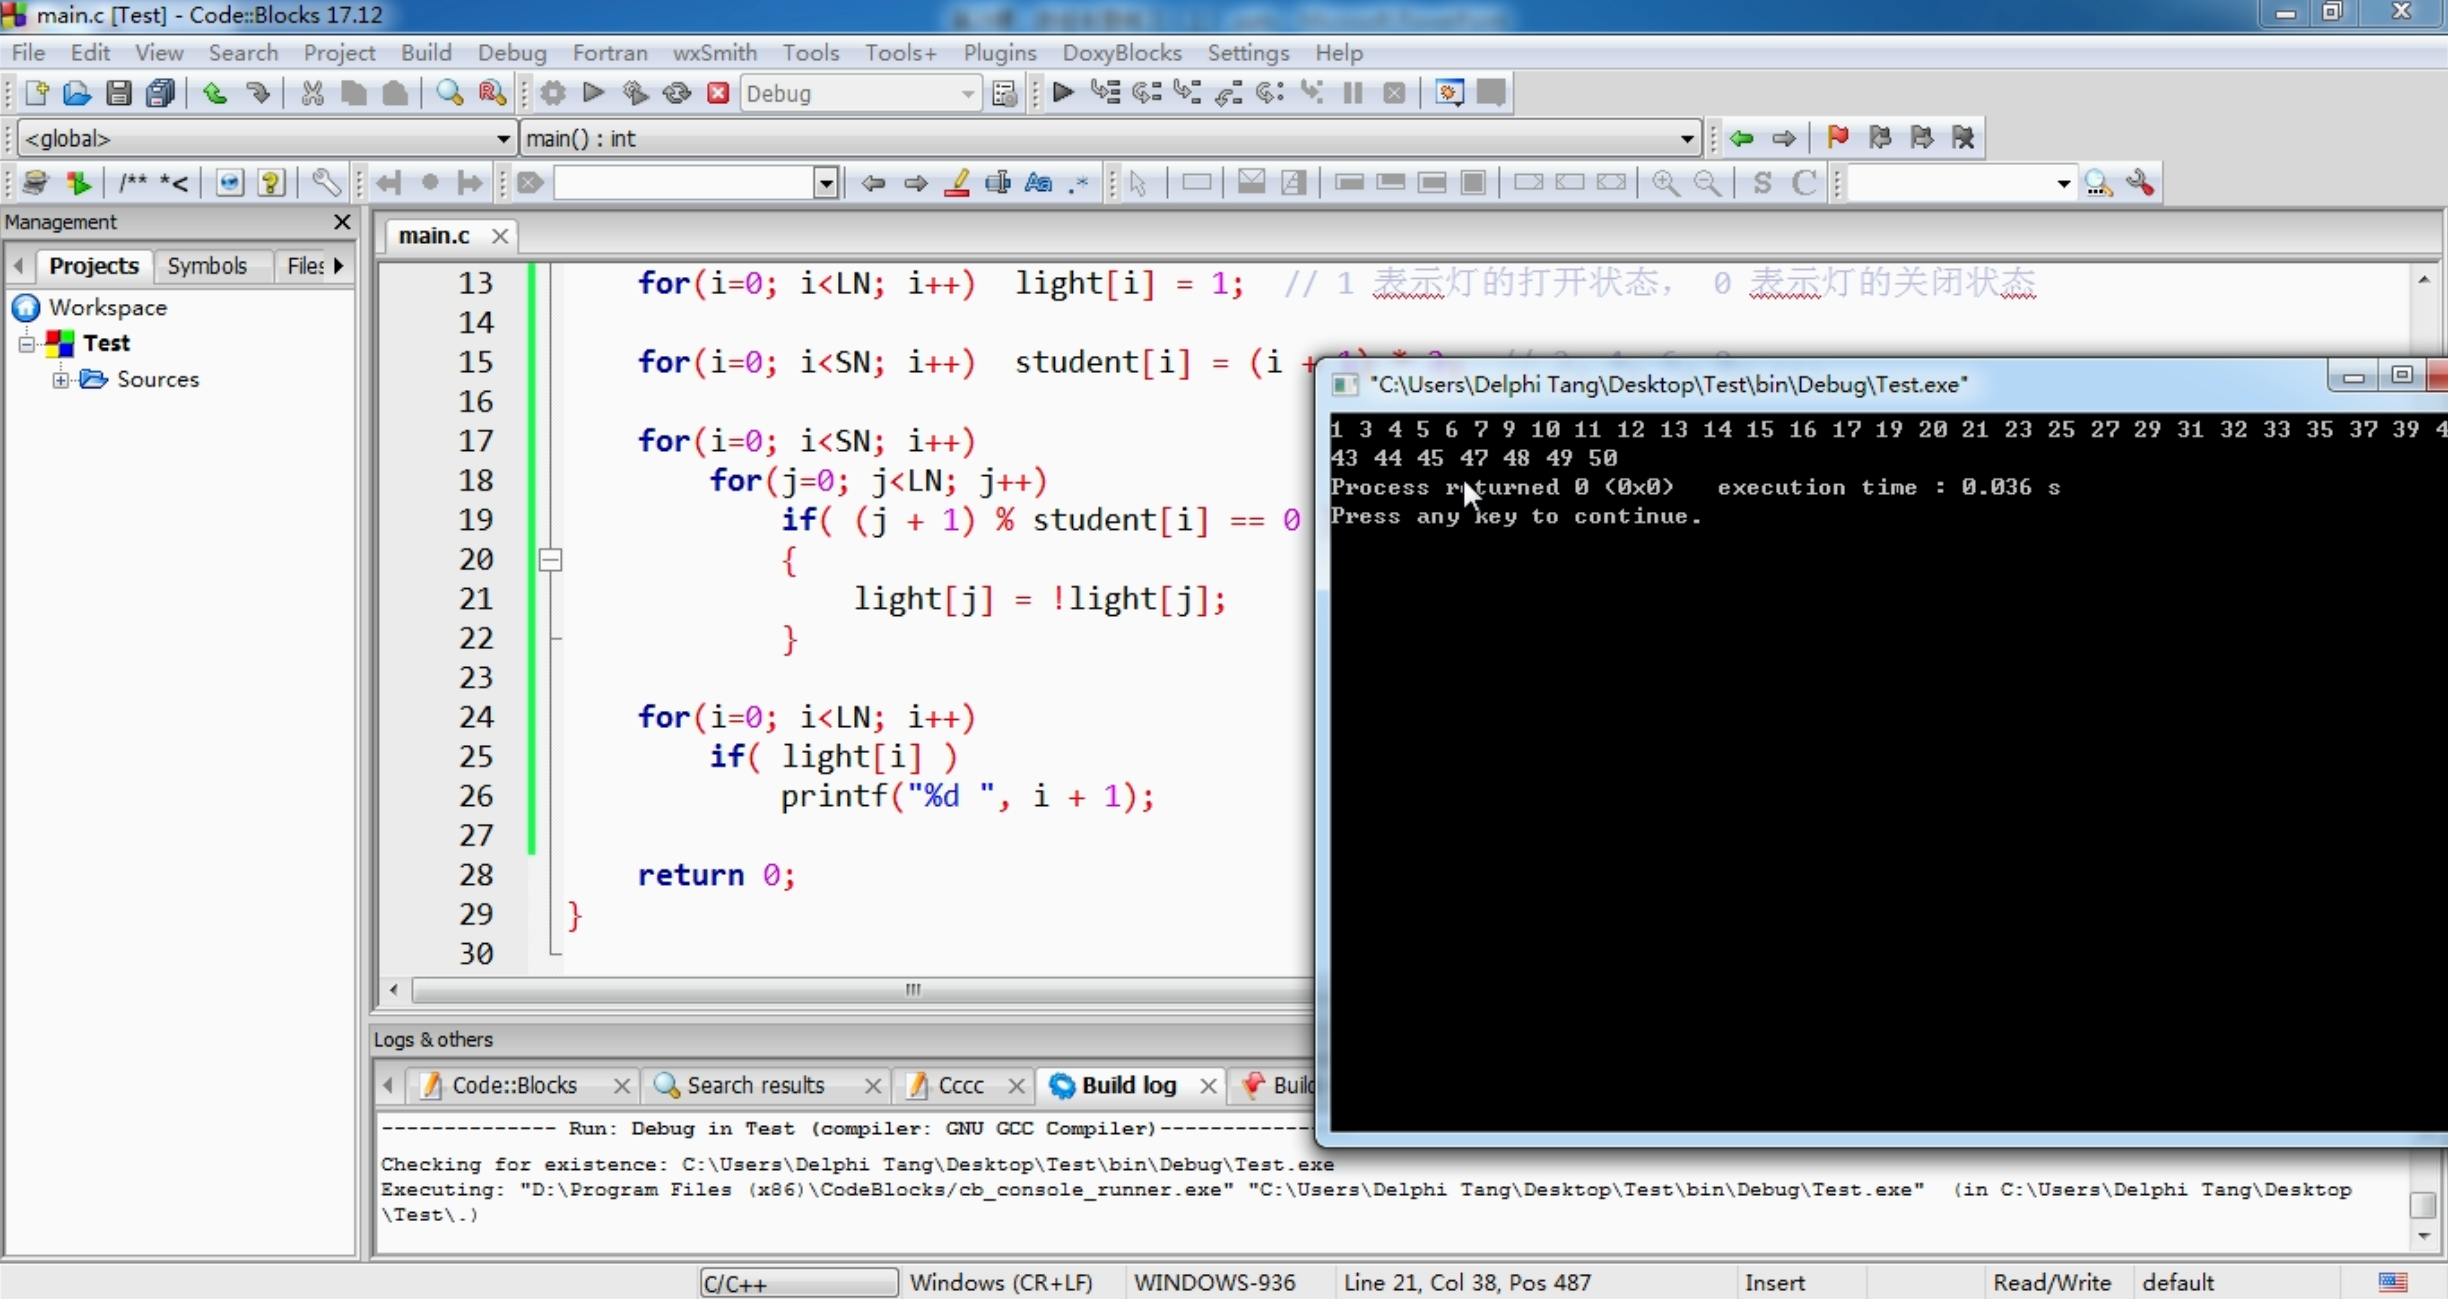 main.c [Test] - Code::Blocks 17.12
File Edit View Search Project Build Debug Fortran wxSmith Tools Tools+ Plugins DoxyBlocks Settings Help
Debug
<global> main() : int
/** *<
S C
Management
Projects Symbols Files
main.c
Workspace
Test
Sources
13 for(i=0; i<LN; i++) light[i] = 1; // 1 表示灯的打开状态, 0 表示灯的关闭状态
14
15 for(i=0; i<SN; i++) student[i] = (i +
16
17 for(i=0; i<SN; i++)
18 for(j=0; j<LN; j++)
19 if( (j + 1) % student[i] == 0
20 {
21 light[j] = !light[j];
22 }
23
24 for(i=0; i<LN; i++)
25 if( light[i] )
26 printf("%d ", i + 1);
27
28 return 0;
29 }
30
"C:\Users\Delphi Tang\Desktop\Test\bin\Debug\Test.exe"
1 3 4 5 6 7 9 10 11 12 13 14 15 16 17 19 20 21 23 25 27 29 31 32 33 35 37 39 4
43 44 45 47 48 49 50
Process returned 0 (0x0) execution time : 0.036 s
Press any key to continue.
Logs & others
Code::Blocks Search results Cccc Build log Build
-------------- Run: Debug in Test (compiler: GNU GCC Compiler)-------------
Checking for existence: C:\Users\Delphi Tang\Desktop\Test\bin\Debug\Test.exe
Executing: "D:\Program Files (x86)\CodeBlocks/cb_console_runner.exe" "C:\Users\Delphi Tang\Desktop\Test\bin\Debug\Test.exe" (in C:\Users\Delphi Tang\Desktop
\Test\.)
C/C++ Windows (CR+LF) WINDOWS-936 Line 21, Col 38, Pos 487 Insert Read/Write default